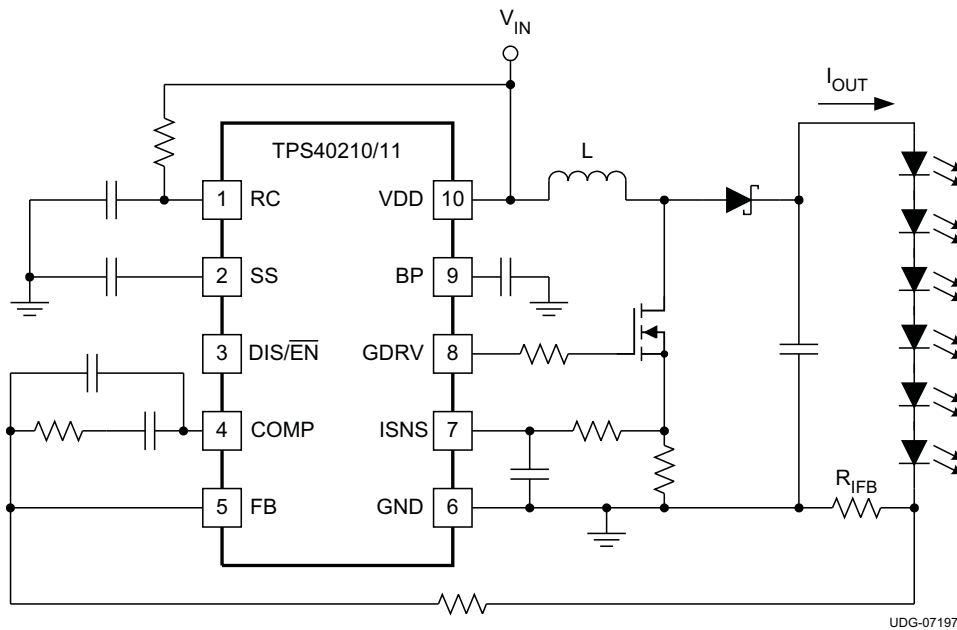 V_IN
I_OUT
TPS40210/11
L
1 RC
VDD 10
2 SS
BP 9
3 DIS/E̅N̅
GDRV 8
4 COMP
ISNS 7
R_IFB
5 FB
GND 6
UDG-07197